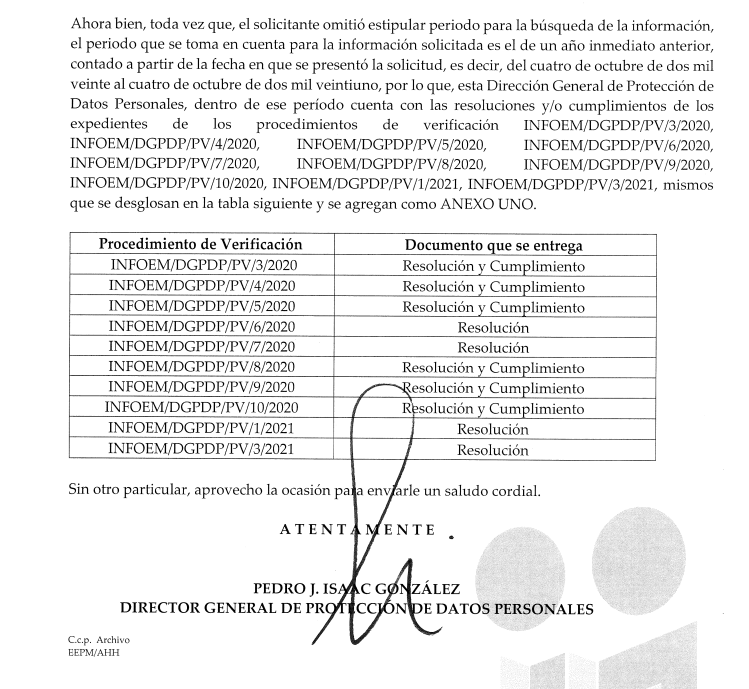 Ahora bien, toda vez que, el solicitante omitió estipular periodo para la búsqueda de la información,
el periodo que se toma en cuenta para la información solicitada es el de un año inmediato anterior,
contado a partir de la fecha en que se presentó la solicitud, es decir, del cuatro de octubre de dos mil
veinte al cuatro de octubre de dos mil veintiuno, por lo que, esta Dirección General de Protección de
Datos Personales, dentro de ese período cuenta con las resoluciones y/o cumplimientos de los
expedientes de los procedimientos de verificación INFOEM/DGPDP/PV/3/2020,
INFOEM/DGPDP/PV/4/2020, INFOEM/DGPDP/PV/5/2020, INFOEM/DGPDP/PV/6/2020,
INFOEM/DGPDP/PV/7/2020, INFOEM/DGPDP/PV/8/2020, INFOEM/DGPDP/PV/9/2020,
INFOEM/DGPDP/PV/10/2020, INFOEM/DGPDP/PV/1/2021, INFOEM/DGPDP/PV/3/2021, mismos
que se desglosan en la tabla siguiente y se agregan como ANEXO UNO.
Procedimiento de Verificación Documento que se entrega
INFOEM/DGPDP/PV/3/2020 Resolución y Cumplimiento
INFOEM/DGPDP/PV/4/2020 Resolución y Cumplimiento
INFOEM/DGPDP/PV/5/2020 Resolución y Cumplimiento
INFOEM/DGPDP/PV/6/2020 Resolución
INFOEM/DGPDP/PV/7/2020 Resolución
INFOEM/DGPDP/PV/8/2020 Resolución y Cumplimiento
INFOEM/DGPDP/PV/9/2020 Resolución y Cumplimiento
INFOEM/DGPDP/PV/10/2020 Resolución y Cumplimiento
INFOEM/DGPDP/PV/1/2021 Resolución
INFOEM/DGPDP/PV/3/2021 Resolución
Sin otro particular, aprovecho la ocasión para enviarle un saludo cordial.
A T E N T A M E N T E
PEDRO J. ISAAC GONZÁLEZ
DIRECTOR GENERAL DE PROTECCIÓN DE DATOS PERSONALES
C.c.p. Archivo
EEPM/AHH